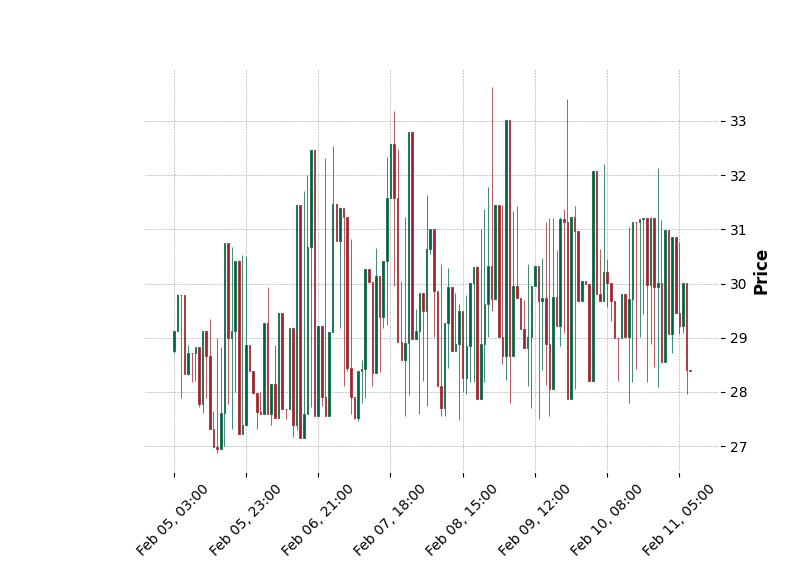 33
32
31
30
29
28
27
Price
Feb 05, 03:00
Feb 05, 23:00
Feb 06, 21:00
Feb 07, 18:00
Feb 08, 15:00
Feb 09, 12:00
Feb 10, 08:00
Feb 11, 05:00